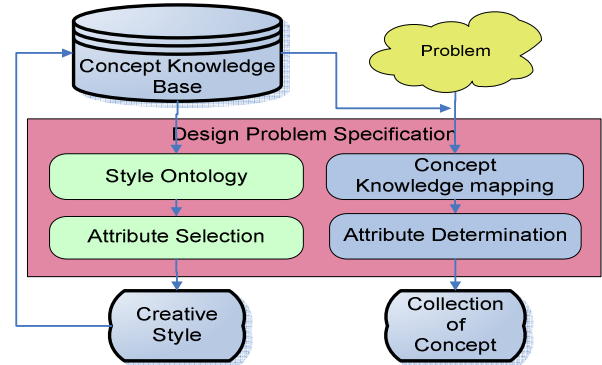 Concept Knowledge
Base
Problem
Design Problem Specification
Style Ontology
Concept
Knowledge mapping
Attribute Selection
Attribute Determination
Creative
Style
Collection
of
Concept